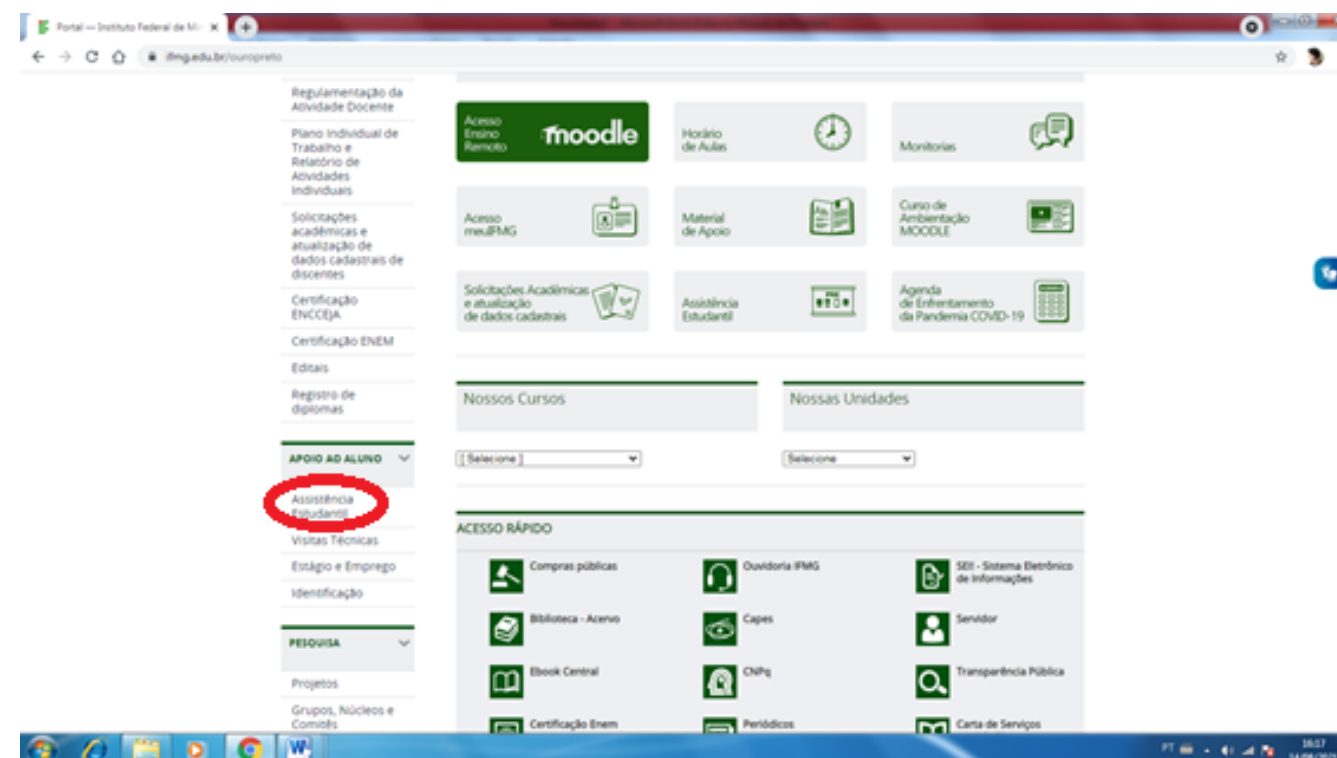 Portal — Instituto Federal de Mi
ifmg.edu.br/ouropreto
Regulamentação da
Atividade Docente
Plano Individual de
Trabalho e
Relatório de
Atividades
Individuais
Solicitações
acadêmicas e
atualização de
dados cadastrais de
discentes
Certificação
ENCCEJA
Certificação ENEM
Editais
Registro de
diplomas
APOIO AO ALUNO
Assistência
Estudantil
Visitas Técnicas
Estágio e Emprego
Identificação
PESQUISA
Projetos
Grupos, Núcleos e
Comitês
Acesso
Ensino
Remoto
moodle
Horário
de Aulas
Monitorias
Acesso
meuIFMG
Material
de Apoio
Curso de
Ambientação
MOODLE
Solicitações Acadêmicas
e atualização
de dados cadastrais
Assistência
Estudantil
Agenda
de Enfrentamento
da Pandemia COVID-19
Nossos Cursos
Nossas Unidades
[ Selecione ]
Selecione
ACESSO RÁPIDO
Compras públicas
Ouvidoria IFMG
SEI! - Sistema Eletrônico
de Informações
Biblioteca - Acervo
Capes
Servidor
Ebook Central
CNPq
Transparência Pública
Certificação Enem
Periódicos
Carta de Serviços
PT
16:17